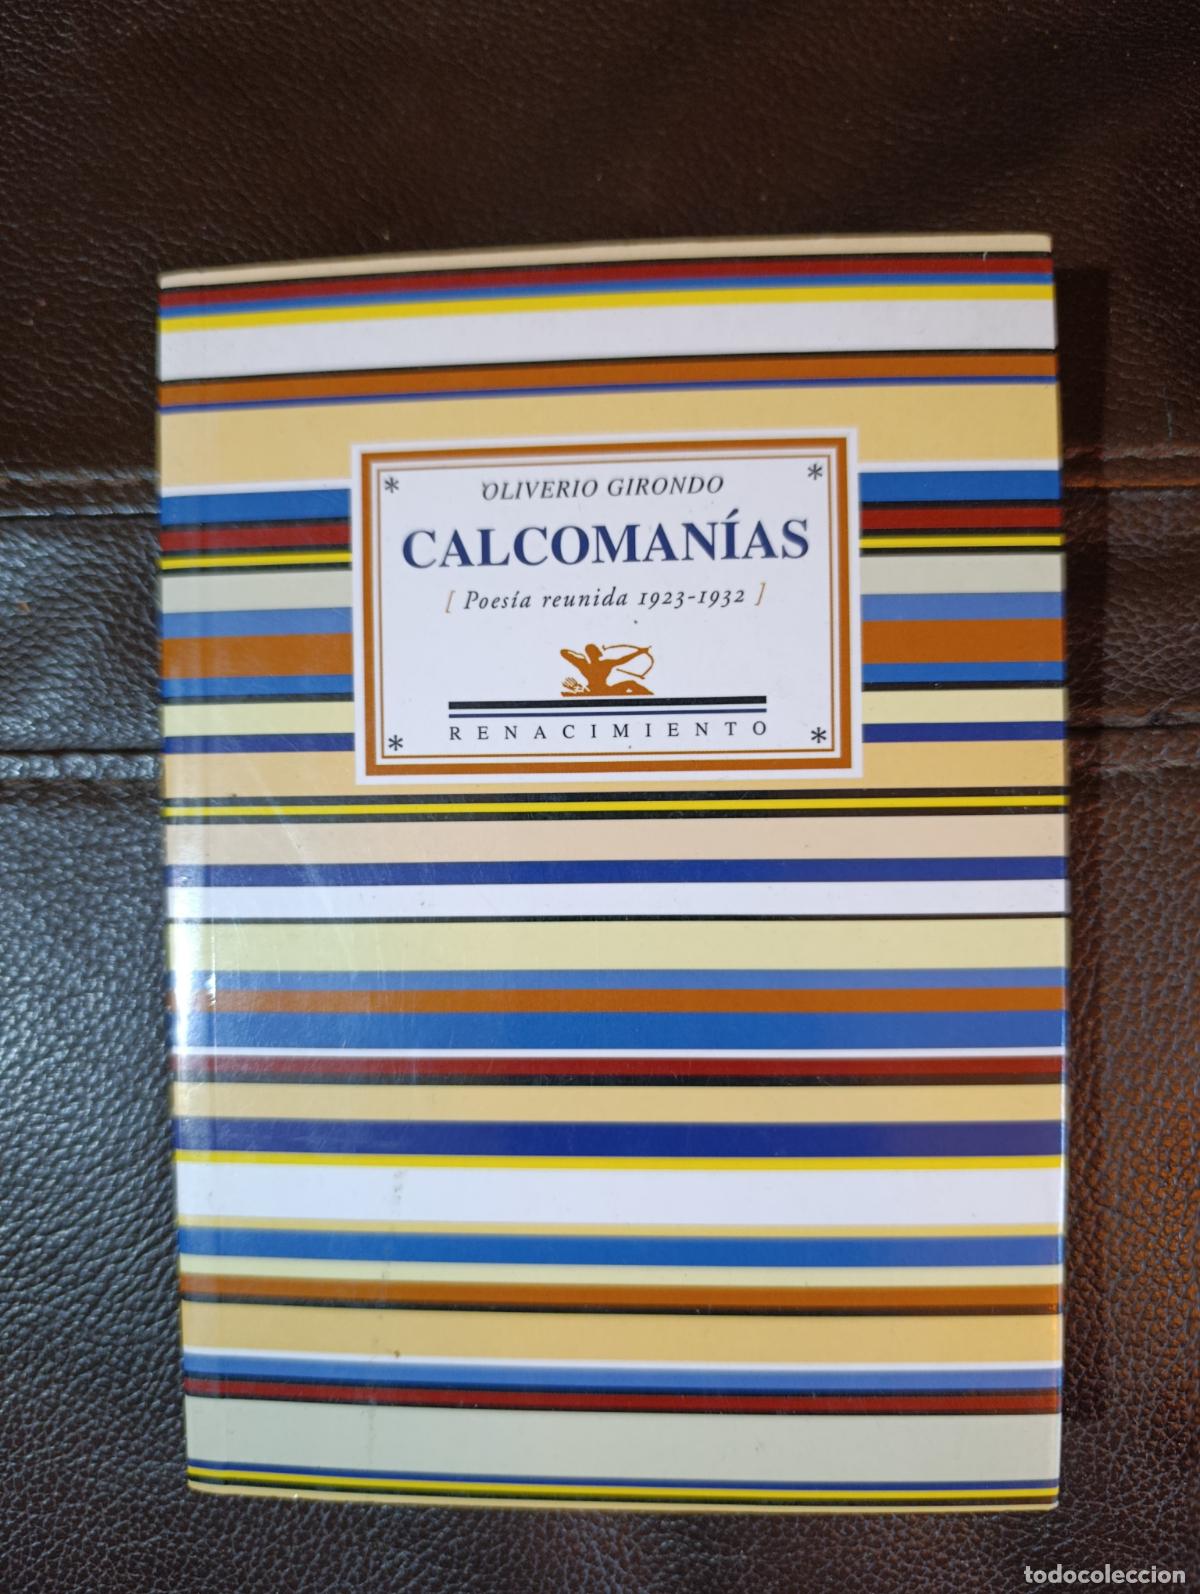 * *
OLIVERIO GIRONDO
CALCOMANÍAS
[ Poesía reunida 1923-1932 ]
RENACIMIENTO
* *
todocoleccion